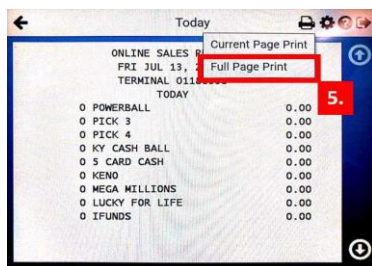 Today
Current Page Print
Full Page Print
5.
ONLINE SALES
FRI JUL 13,
TERMINAL
TODAY
0 POWERBALL 0.00
0 PICK 3 0.00
0 PICK 4 0.00
0 KY CASH BALL 0.00
0 5 CARD CASH 0.00
0 KENO 0.00
0 MEGA MILLIONS 0.00
0 LUCKY FOR LIFE 0.00
0 IFUNDS 0.00